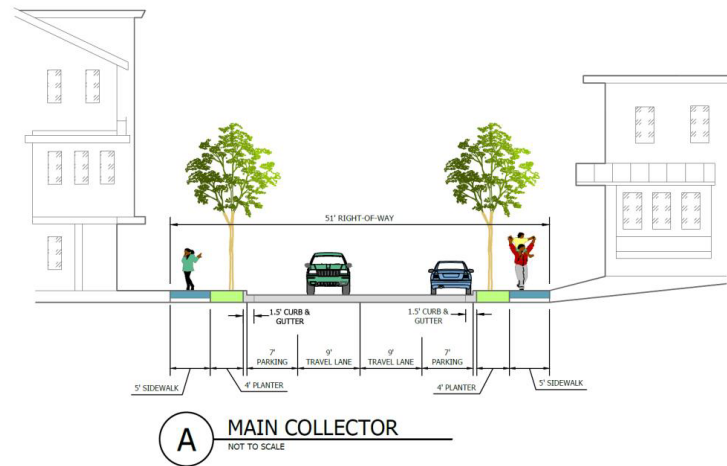 51' RIGHT-OF-WAY
1.5' CURB &
GUTTER
1.5' CURB &
GUTTER
7'
PARKING
9'
TRAVEL LANE
9'
TRAVEL LANE
7'
PARKING
5' SIDEWALK
4' PLANTER
4' PLANTER
5' SIDEWALK
A
MAIN COLLECTOR
NOT TO SCALE